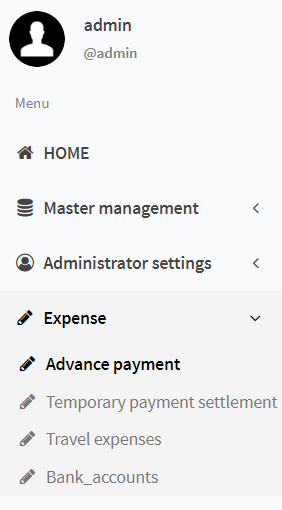 admin
@admin
Menu
HOME
Master management
Administrator settings
Expense
Advance payment
Temporary payment settlement
Travel expenses
Bank_accounts